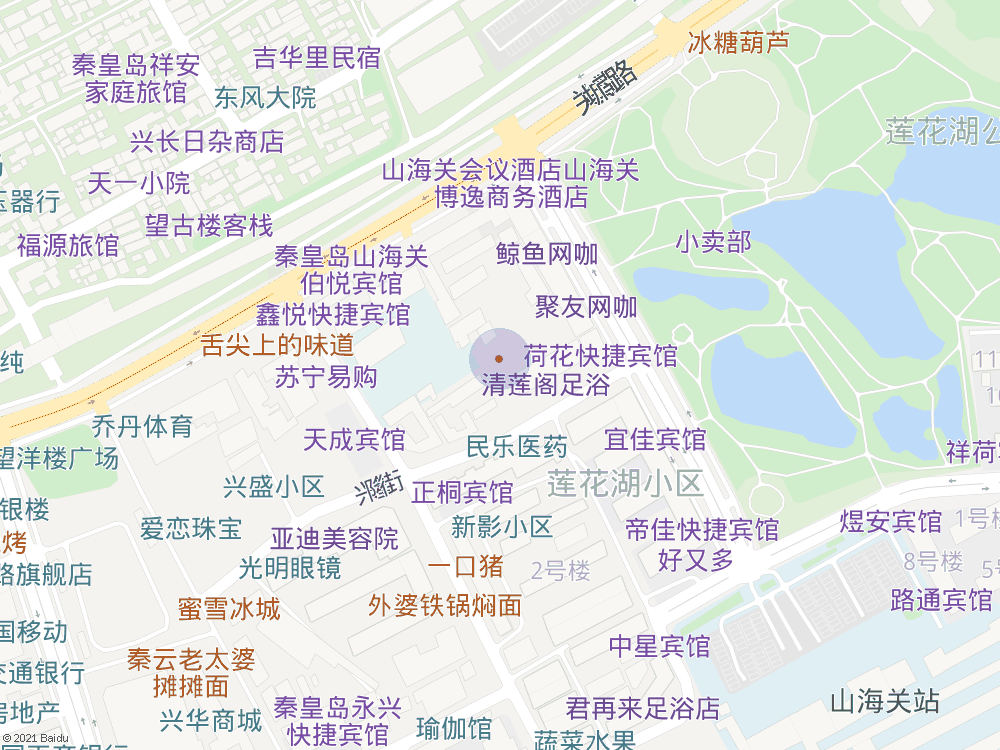 冰糖葫芦
吉华里民宿
秦皇岛祥安
家庭旅馆
东风大院
莲花湖公
兴长日杂商店
山海关会议酒店山海关
博逸商务酒店
天一小院
玉器行
望古楼客栈
福源旅馆
小卖部
鲸鱼网咖
秦皇岛山海关
伯悦宾馆
聚友网咖
鑫悦快捷宾馆
舌尖上的味道
荷花快捷宾馆
清莲阁足浴
纯
苏宁易购
11
10
乔丹体育
天成宾馆
民乐医药
宜佳宾馆
望洋楼广场
祥荷宾
兴盛小区
正桐宾馆
莲花湖小区
银楼
爱恋珠宝
亚迪美容院
新影小区
帝佳快捷宾馆
好又多
煜安宾馆
1号楼
烤
光明眼镜
一口猪
2号楼
8号楼
5号
路旗舰店
蜜雪冰城
外婆铁锅焖面
路通宾馆
国移动
中星宾馆
秦云老太婆
摊摊面
交通银行
山海关站
房地产
兴华商城
秦皇岛永兴
快捷宾馆
瑜伽馆
君再来足浴店
蔬菜水果
© 2021 Baidu